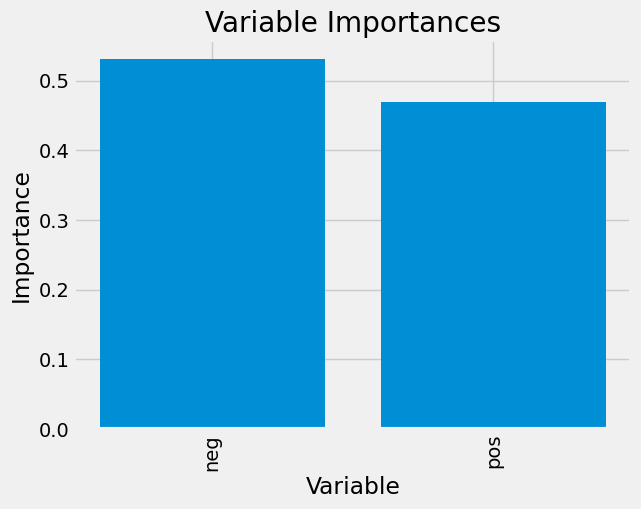 Variable Importances
Importance
0.5
0.4
0.3
0.2
0.1
0.0
neg
pos
Variable